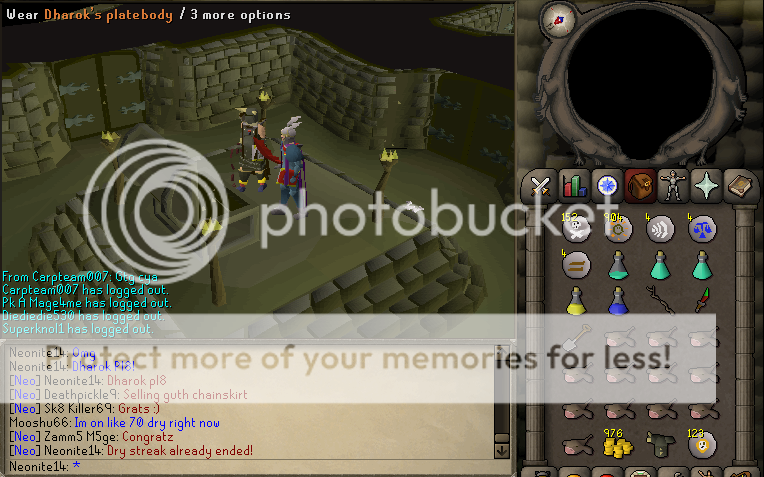 Wear Dharok's platebody / 3 more options
From Carpteam007: Gtg cya
Carpteam007 has logged out.
Pk A Mage4me has logged out.
Diediedie530 has logged out.
Superknol1 has logged out.
photobucket
Protect more of your memories for less!
Neonite14: Omg
Neonite14: Dharok Pl8!
[Neo] Neonite14: Dharok pl8
[Neo] Deathpickle9: Selling guth chainskirt
[Neo] Sk8 Killer69: Grats :)
Mooshu66: Im on like 70 dry right now
[Neo] Zamm5 M5ge: Congratz
[Neo] Neonite14: Dry streak already ended!
Neonite14: *
152 904 4 4
4
976 123